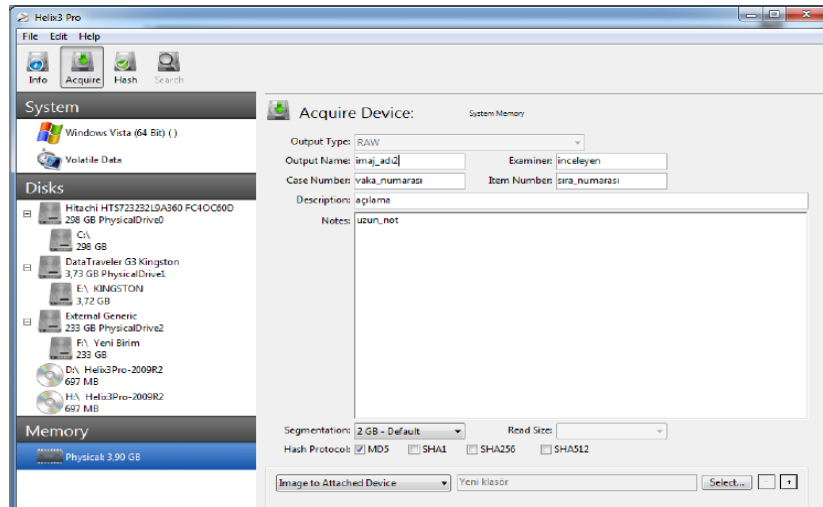 Helix3 Pro
File Edit Help
Info Acquire Hash Search
System
Windows Vista (64 Bit) ( )
Volatile Data
Disks
Hitachi HTS723232L9A360 FC4OC60D
298 GB PhysicalDrive0
C:\
298 GB
DataTraveler G3 Kingston
3,73 GB PhysicalDrive1
E:\ KINGSTON
3,72 GB
External Generic
233 GB PhysicalDrive2
F:\ Yeni Birim
233 GB
D:\ Helix3Pro-2009R2
697 MB
H:\ Helix3Pro-2009R2
697 MB
Memory
Physical: 3,90 GB
Acquire Device: System Memory
Output Type: RAW
Output Name: imaj_adı2 Examiner: inceleyen
Case Number: vaka_numarası Item Number: sıra_numarası
Description: açılama
Notes: uzun_not
Segmentation: 2 GB - Default Read Size:
Hash Protocol: MD5 SHA1 SHA256 SHA512
Image to Attached Device Yeni klasör Select... - +